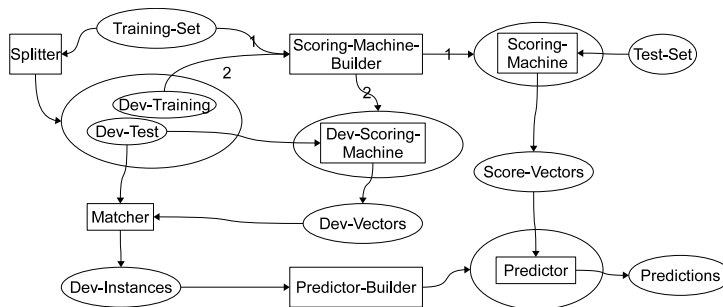 Training-Set
1
Splitter
Scoring-Machine-
Builder
1
Scoring-
Machine
Test-Set
2
Dev-Training
2
Dev-Test
Dev-Scoring-
Machine
Score-Vectors
Matcher
Dev-Vectors
Dev-Instances
Predictor-Builder
Predictor
Predictions